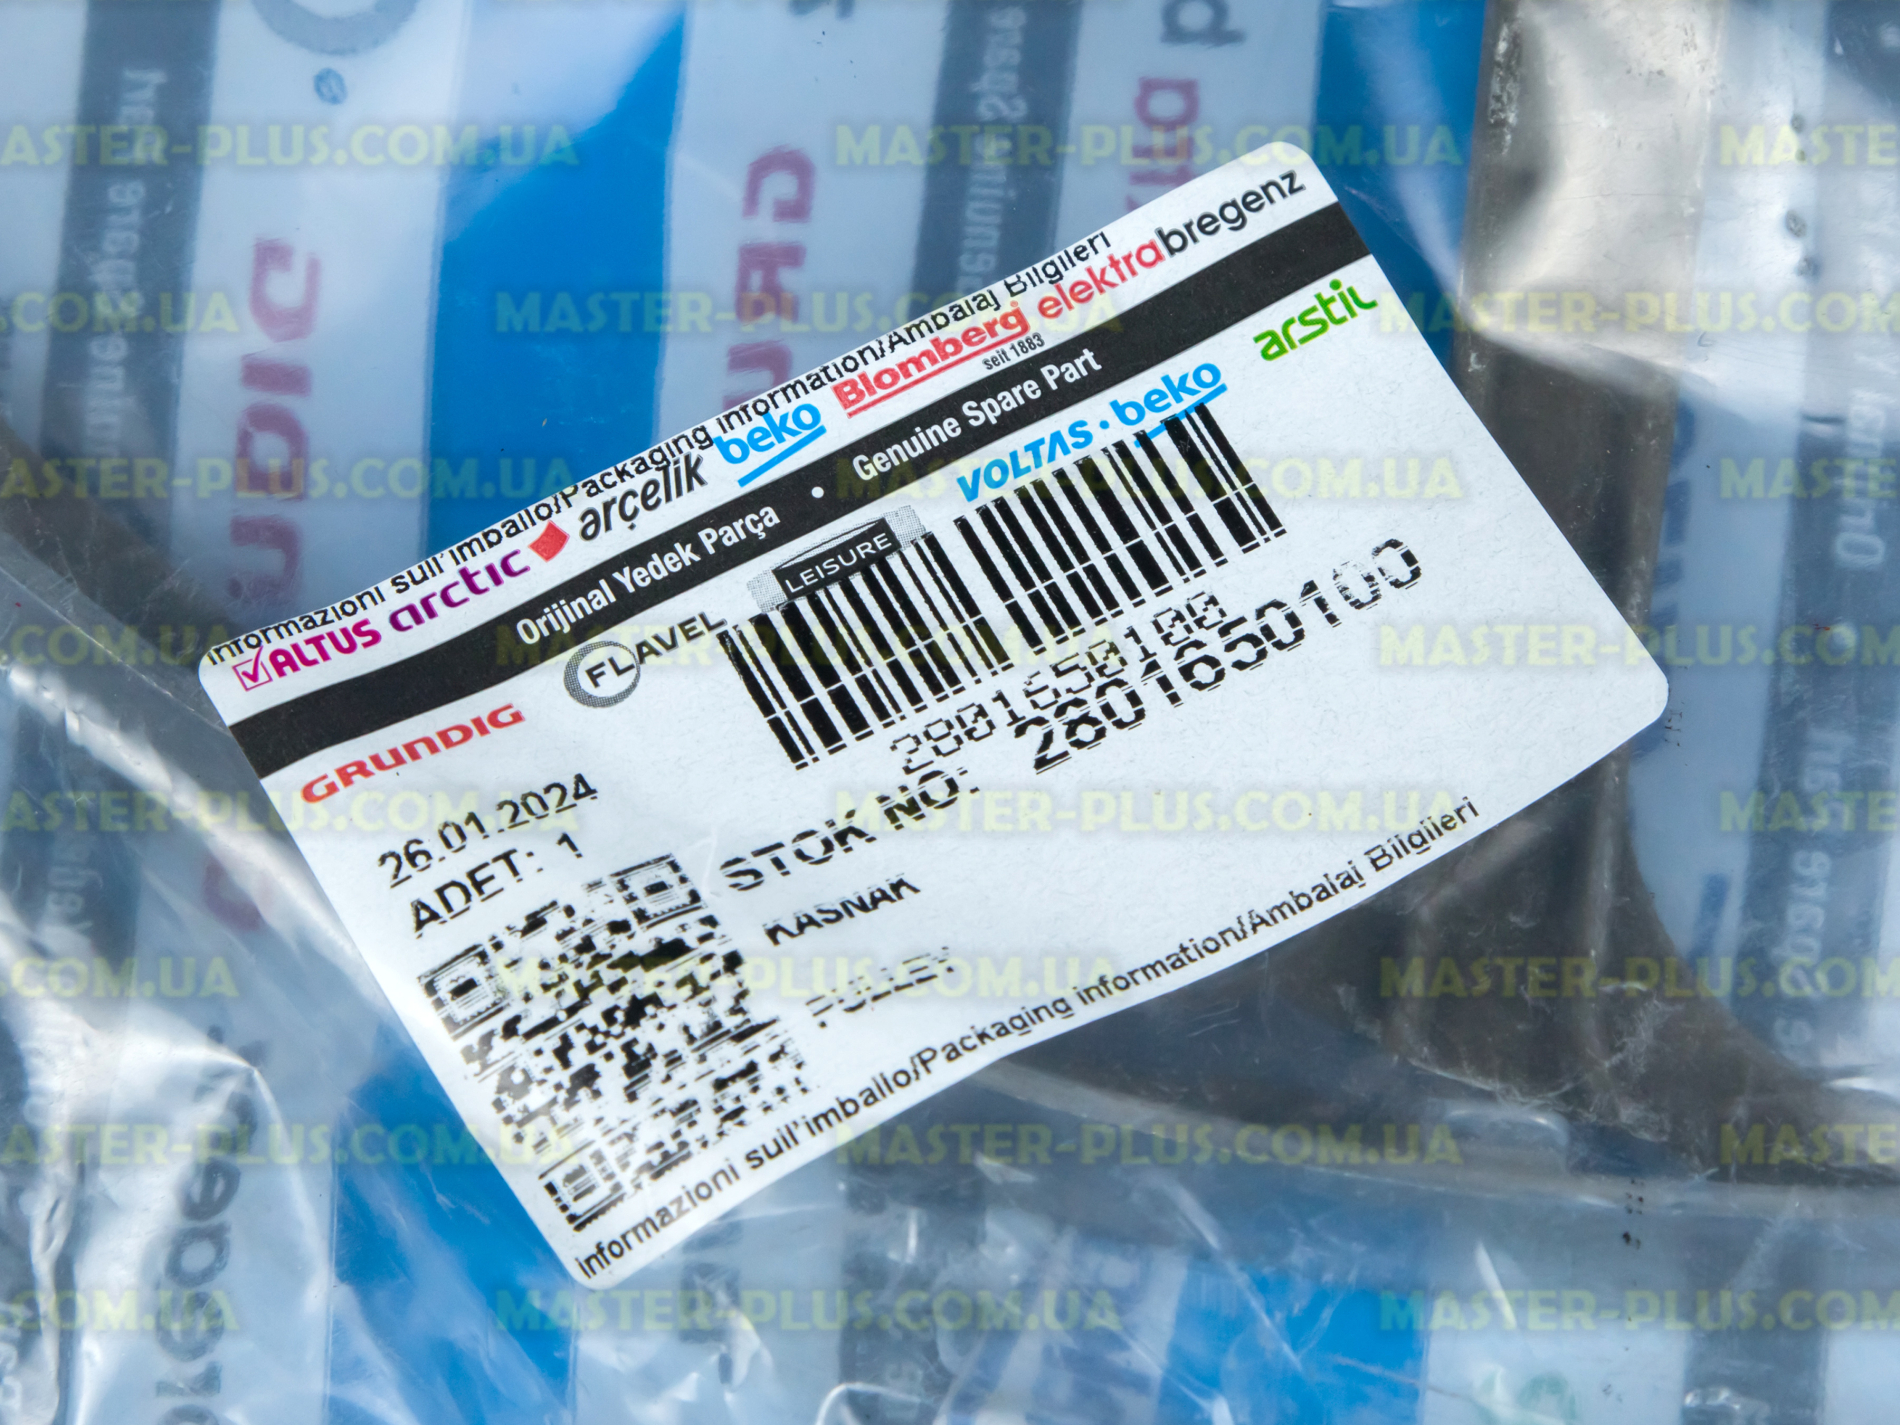 informazioni sull'imballo/Packaging information/Ambalaj Bilgileri
ALTUS arctic arçelik beko Blomberg elektrabregenz
seit 1883
Orijinal Yedek Parça • Genuine Spare Part
GRUNDIG FLAVEL LEISURE VOLTAS·beko arstil
26.01.2024
ADET: 1
2801650100
STOK NO: 2801650100
KASNAK
PULLEY
informazioni sull'imballo/Packaging information/Ambalaj Bilgileri
MASTER-PLUS.COM.UA